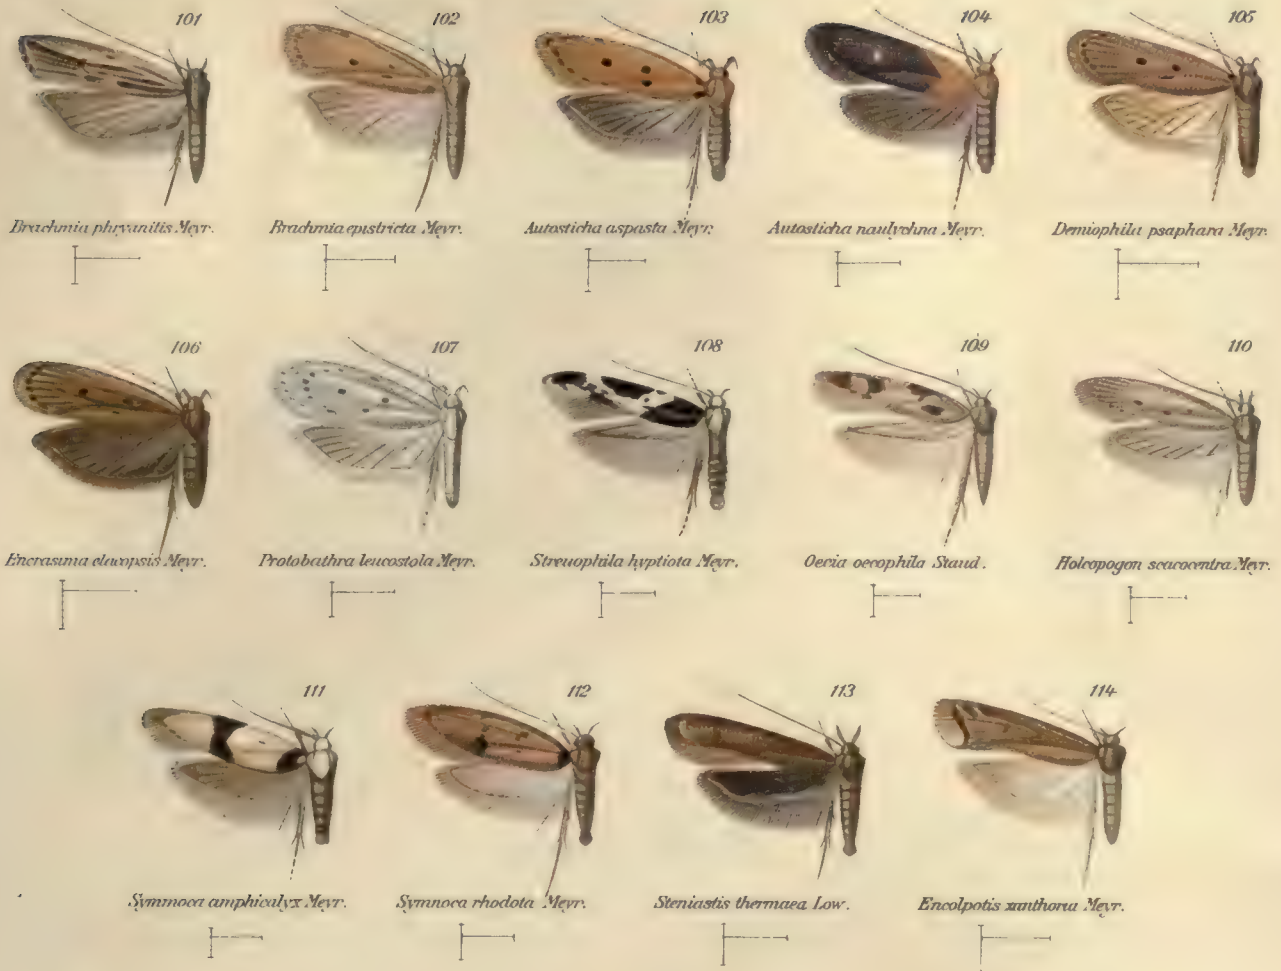 101 102 103 104 105
Brachmia phryanitis Meyr. Brachmia epistricta Meyr. Autosticha aspasta Meyr. Autosticha naulychna Meyr. Demiophila psaphara Meyr.
106 107 108 109 110
Encrasima elaeopsis Meyr. Protobathra leucostola Meyr. Streuophila hyptiota Meyr. Oecia oecophila Staud. Holcopogon scaeocentra Meyr.
111 112 113 114
Symmoca amphicalyx Meyr. Symnoca rhodota Meyr. Steniastis thermaea Low. Encolpotis xanthoria Meyr.